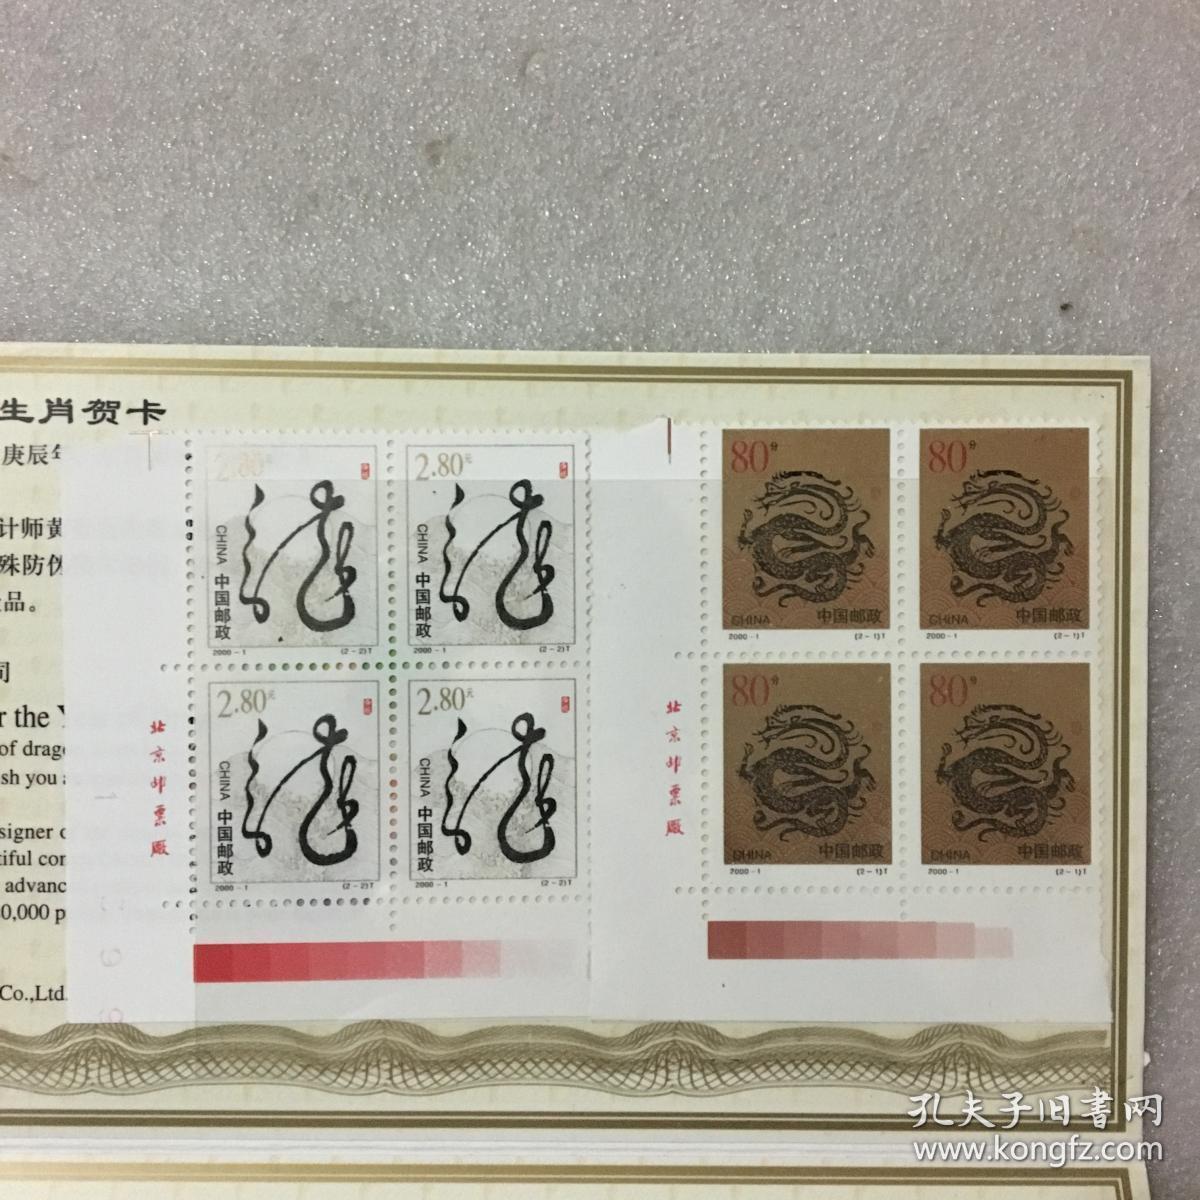 生肖贺卡
庚辰年
计师黄
殊防伪
品。
司
r the Y
of drag
sh you a
signer o
tiful con
advanc
0,000 p
Co.,Ltd.
2.80元
CHINA 中国邮政
2000-1 (2-2)T
2.80元
CHINA 中国邮政
2000-1 (2-2)T
2.80元
CHINA 中国邮政
2000-1 (2-2)T
2.80元
CHINA 中国邮政
2000-1 (2-2)T
北京邮票厂
80分
CHINA 中国邮政
2000-1 (2-1)T
80分
CHINA 中国邮政
2000-1 (2-1)T
80分
CHINA 中国邮政
2000-1 (2-1)T
80分
CHINA 中国邮政
2000-1 (2-1)T
北京邮票厂
孔夫子旧書网
www.kongfz.com